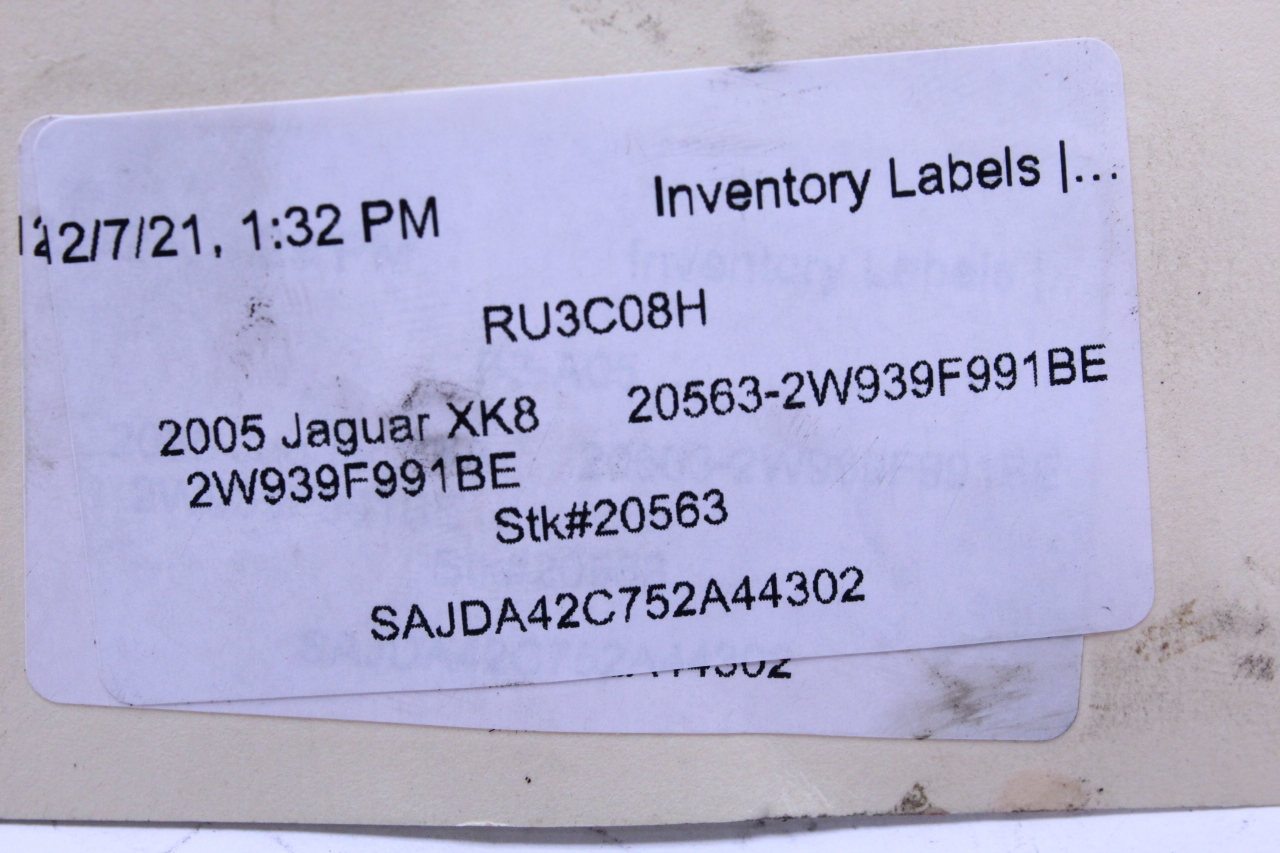 12/7/21, 1:32 PM Inventory Labels |...
RU3C08H
2005 Jaguar XK8 20563-2W939F991BE
2W939F991BE
Stk#20563
SAJDA42C752A44302